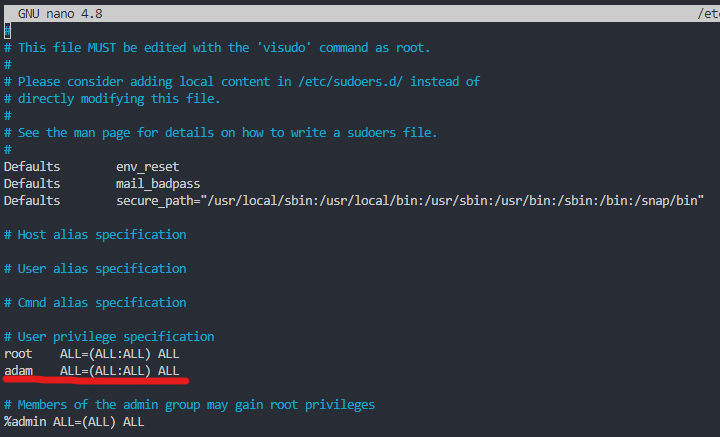 GNU nano 4.8 /etc
#
# This file MUST be edited with the 'visudo' command as root.
#
# Please consider adding local content in /etc/sudoers.d/ instead of
# directly modifying this file.
#
# See the man page for details on how to write a sudoers file.
#
Defaults env_reset
Defaults mail_badpass
Defaults secure_path="/usr/local/sbin:/usr/local/bin:/usr/sbin:/usr/bin:/sbin:/bin:/snap/bin"
# Host alias specification
# User alias specification
# Cmnd alias specification
# User privilege specification
root ALL=(ALL:ALL) ALL
adam ALL=(ALL:ALL) ALL
# Members of the admin group may gain root privileges
%admin ALL=(ALL) ALL